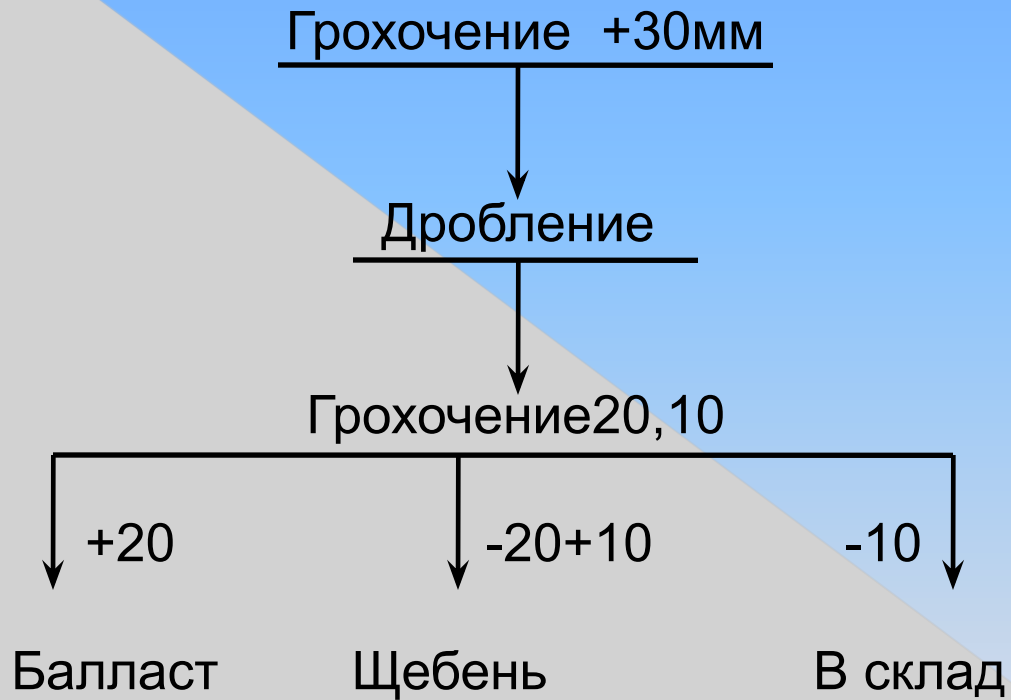 Грохочение +30мм
Дробление
Грохочение20,10
+20 -20+10 -10
Балласт Щебень В склад